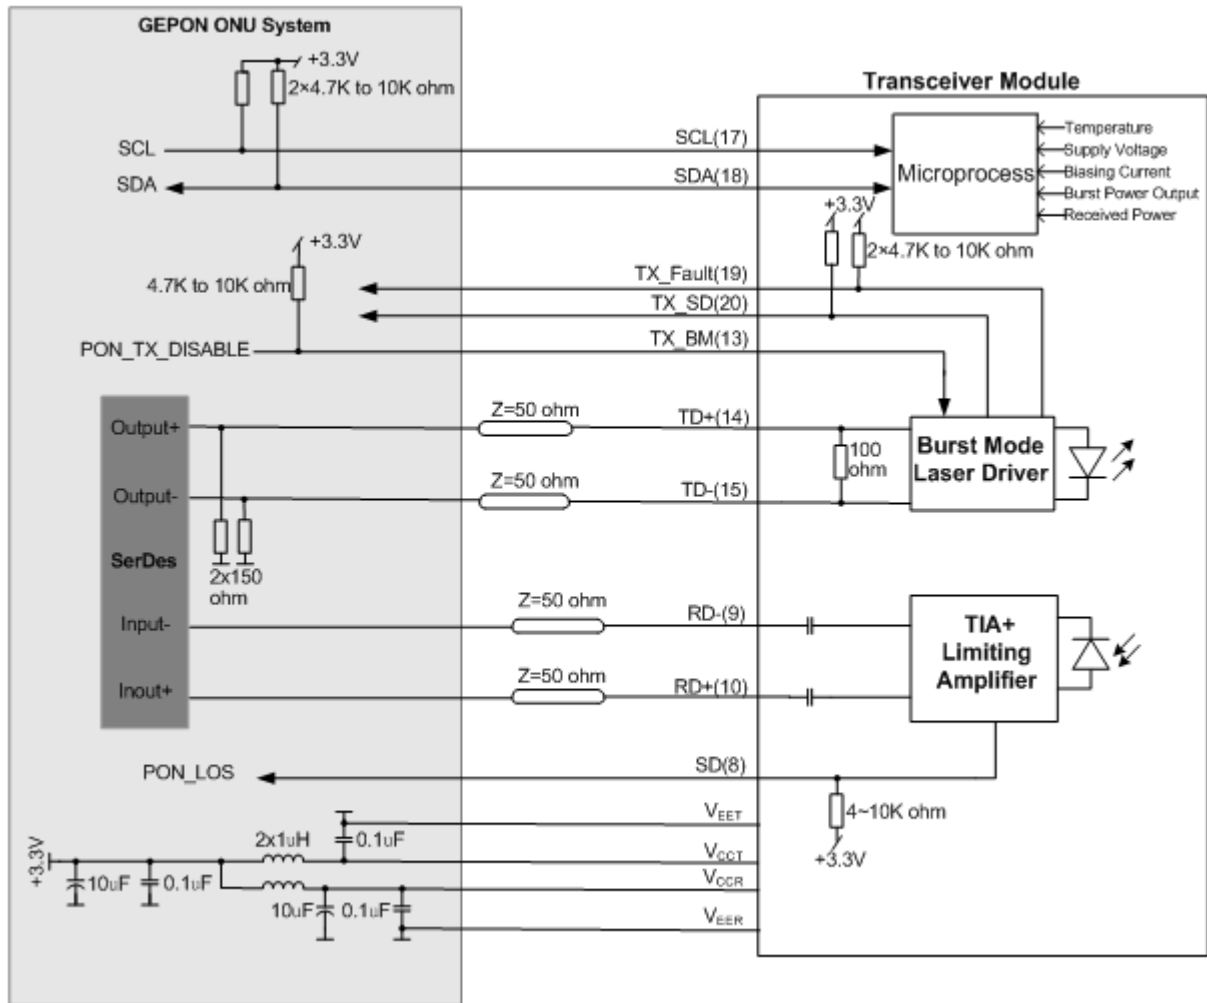 GEPON ONU System
+3.3V
2×4.7K to 10K ohm
Transceiver Module
SCL
SCL(17)
SDA
SDA(18)
Microprocess
Temperature
Supply Voltage
Biasing Current
Burst Power Output
Received Power
+3.3V
2×4.7K to 10K ohm
+3.3V
4.7K to 10K ohm
TX_Fault(19)
TX_SD(20)
PON_TX_DISABLE
TX_BM(13)
Output+
Z=50 ohm
TD+(14)
100
ohm
Burst Mode
Laser Driver
Output-
Z=50 ohm
TD-(15)
SerDes
2x150
ohm
Input-
Z=50 ohm
RD-(9)
TIA+
Limiting
Amplifier
Inout+
Z=50 ohm
RD+(10)
PON_LOS
SD(8)
4~10K ohm
+3.3V
VEET
2x1uH
0.1uF
VCCT
+3.3V
10uF
0.1uF
VCCR
10uF
0.1uF
VEER